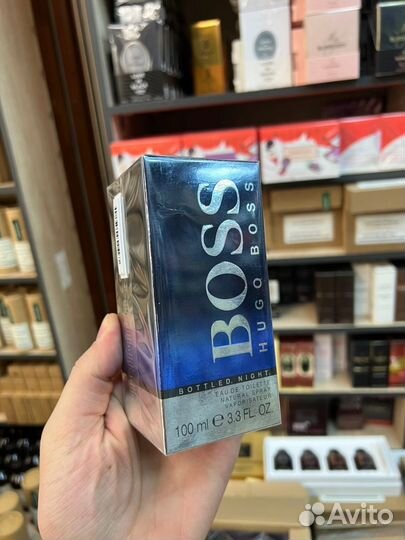 BOSS
HUGO BOSS
BOTTLED. NIGHT.
EAU DE TOILETTE
NATURAL SPRAY
VAPORISATEUR
100 ml ℮ 3.3 FL. OZ.
Avito